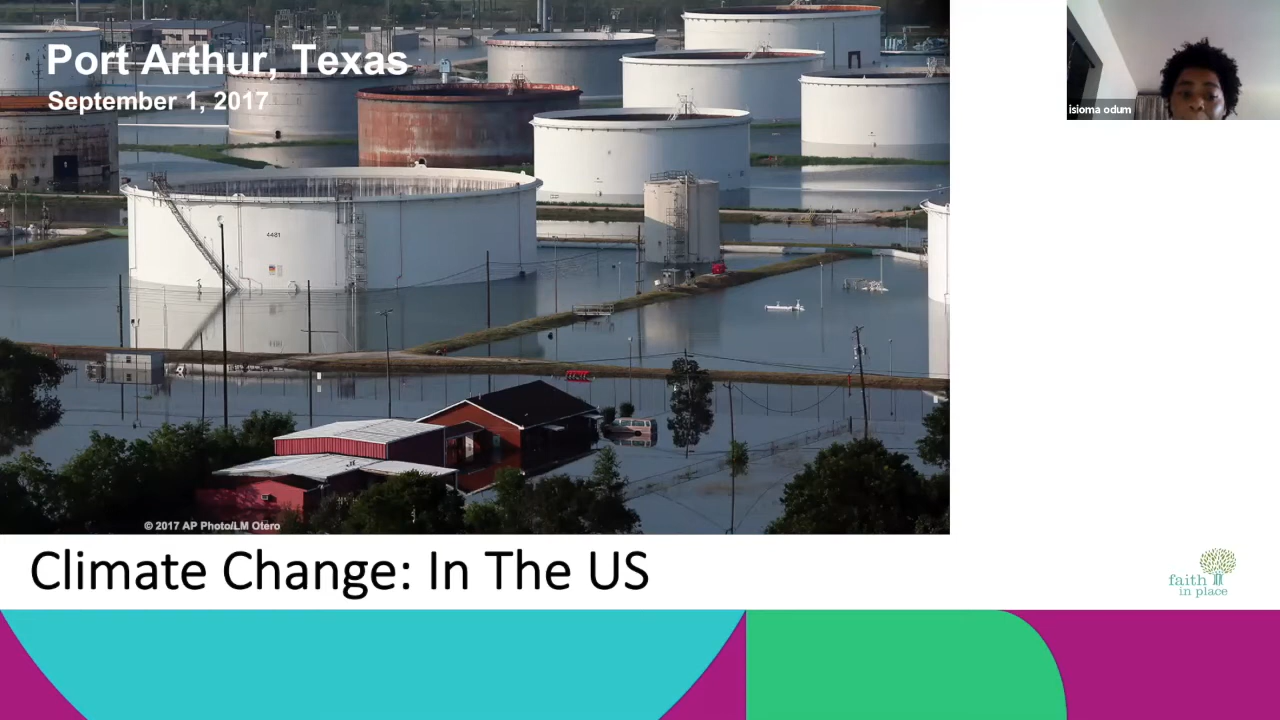 Port Arthur, Texas
September 1, 2017
isioma odum
4481
© 2017 AP Photo/LM Otero
Climate Change: In The US
faith
in place